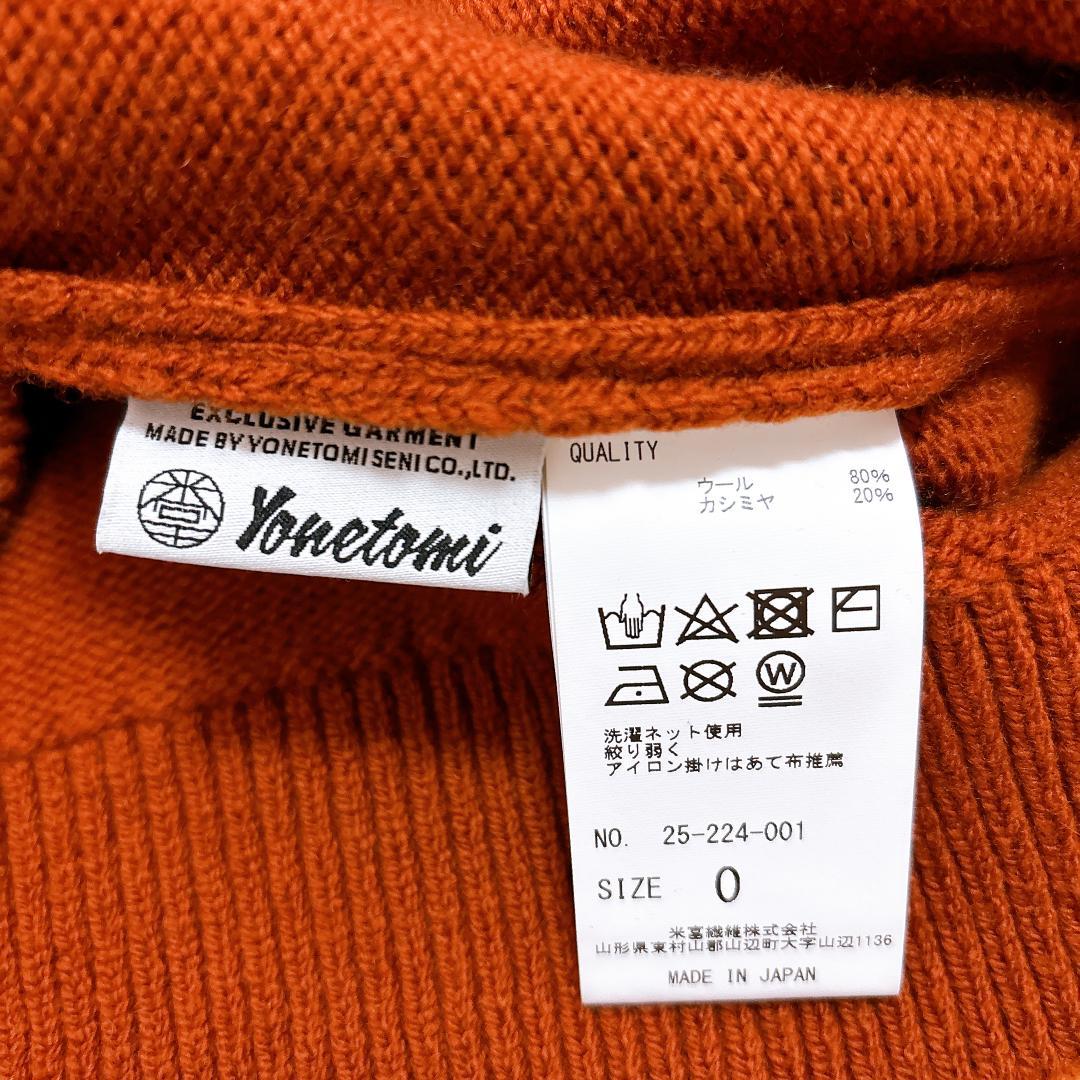 EXCLUSIVE GARMENT
MADE BY YONETOMI SENI CO.,LTD.
Yonetomi
QUALITY
ウール 80%
カシミヤ 20%
W
洗濯ネット使用
絞り弱く
アイロン掛けはあて布推薦
NO. 25-224-001
SIZE 0
米富繊維株式会社
山形県東村山郡山辺町大字山辺1136
MADE IN JAPAN